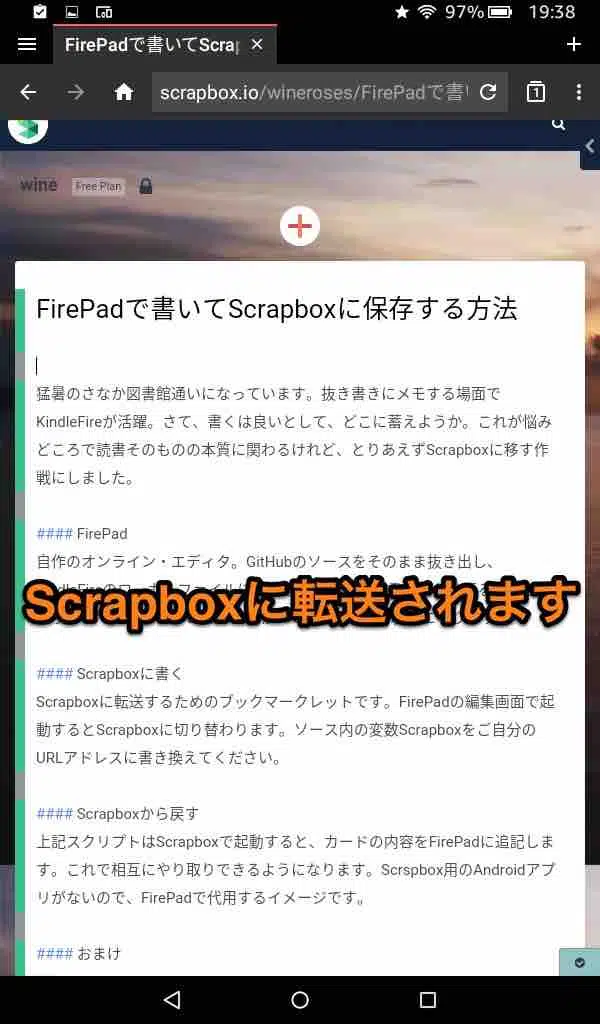 97% 19:38
FirePadで書いてScra
scrapbox.io/wineroses/FirePadで書い
1
wine Free Plan
FirePadで書いてScrapboxに保存する方法
猛暑のさなか図書館通いになっています。抜き書きにメモする場面で
KindleFireが活躍。さて、書くは良いとして、どこに蓄えようか。これが悩み
どころで読書そのものの本質に関わるけれど、とりあえずScrapboxに移す作
戦にしました。
#### FirePad
自作のオンライン・エディタ。GitHubのソースをそのまま抜き出し、
Scrapboxに転送されます
#### Scrapboxに書く
Scrapboxに転送するためのブックマークレットです。FirePadの編集画面で起
動するとScrapboxに切り替わります。ソース内の変数Scrapboxをご自分の
URLアドレスに書き換えてください。
#### Scrapboxから戻す
上記スクリプトはScrapboxで起動すると、カードの内容をFirePadに追記しま
す。これで相互にやり取りできるようになります。Scrspbox用のAndroidアプ
リがないので、FirePadで代用するイメージです。
#### おまけ